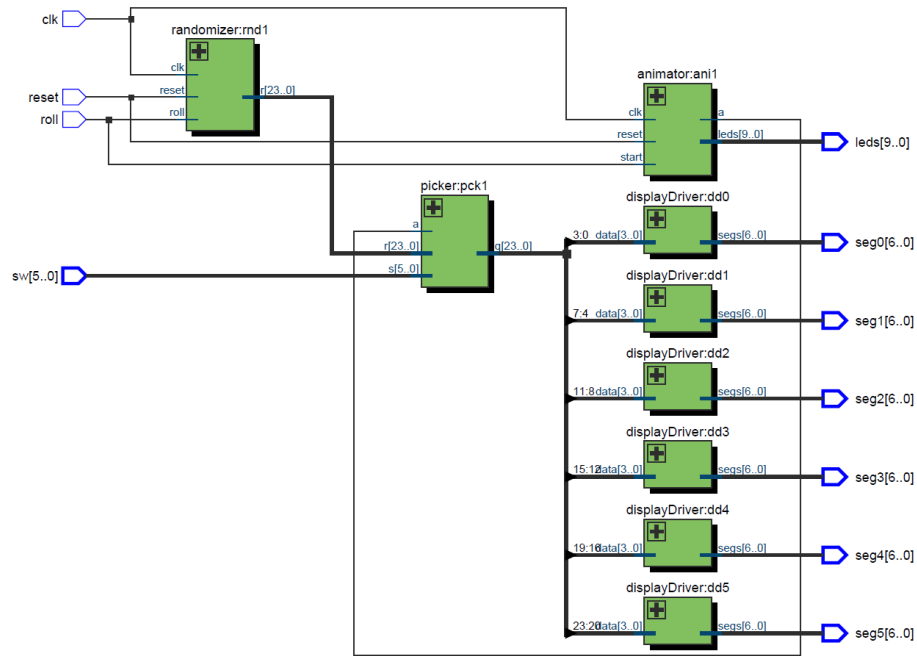 clk
randomizer:rnd1
clk
reset
r[23..0]
roll
reset
roll
animator:ani1
clk
a
reset
leds[9..0]
start
leds[9..0]
picker:pck1
a
r[23..0]
q[23..0]
s[5..0]
sw[5..0]
displayDriver:dd0
3:0
data[3..0]
segs[6..0]
seg0[6..0]
displayDriver:dd1
7:4
data[3..0]
segs[6..0]
seg1[6..0]
displayDriver:dd2
11:8
data[3..0]
segs[6..0]
seg2[6..0]
displayDriver:dd3
15:12
data[3..0]
segs[6..0]
seg3[6..0]
displayDriver:dd4
19:16
data[3..0]
segs[6..0]
seg4[6..0]
displayDriver:dd5
23:20
data[3..0]
segs[6..0]
seg5[6..0]